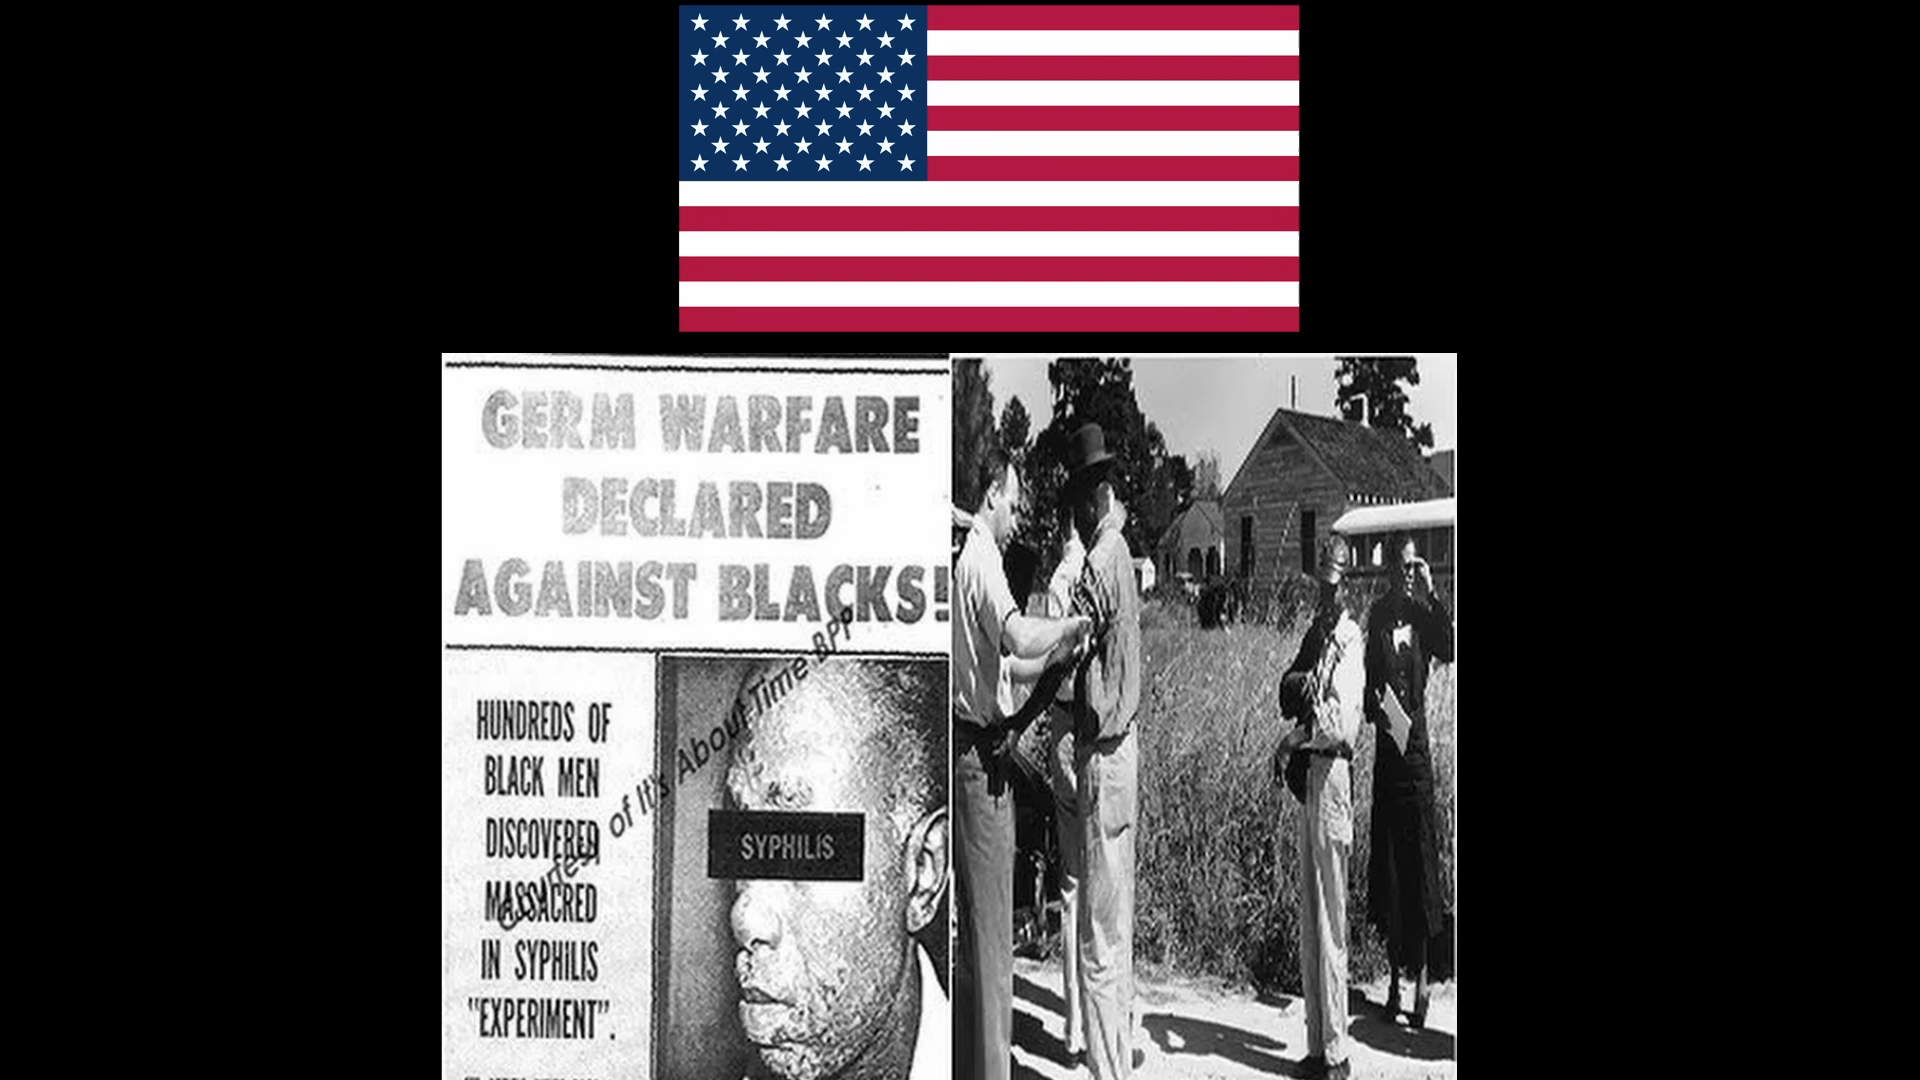 GERM WARFARE
DECLARED
AGAINST BLACKS!
HUNDREDS OF
BLACK MEN
DISCOVERED
MASSACRED
IN SYPHILIS
"EXPERIMENT".
SYPHILIS
Courtesy of It's About Time BPP